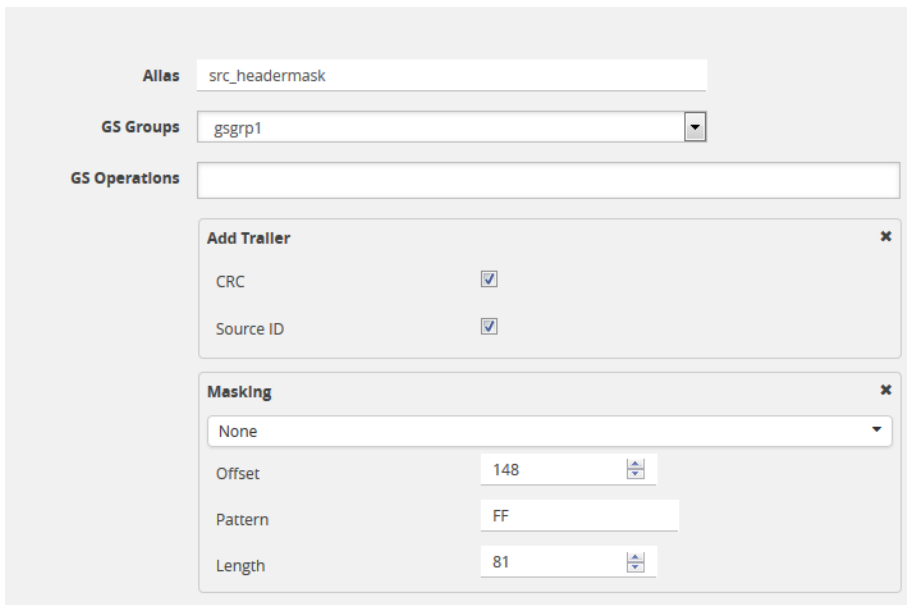 Alias src_headermask
GS Groups gsgrp1
GS Operations
Add Trailer
CRC
Source ID
Masking
None
Offset 148
Pattern FF
Length 81